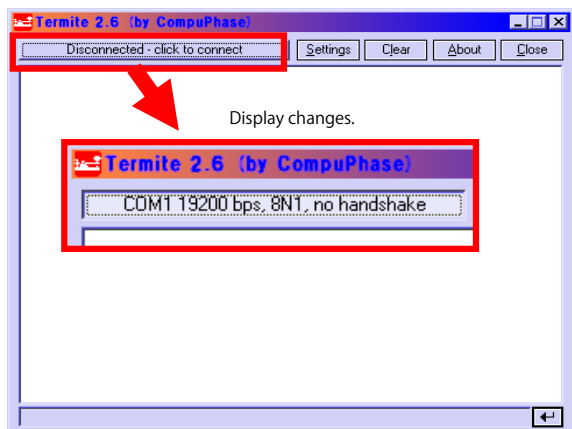 Termite 2.6 (by CompuPhase)
Disconnected - click to connect Settings Clear About Close
Display changes.
Termite 2.6 (by CompuPhase)
COM1 19200 bps, 8N1, no handshake